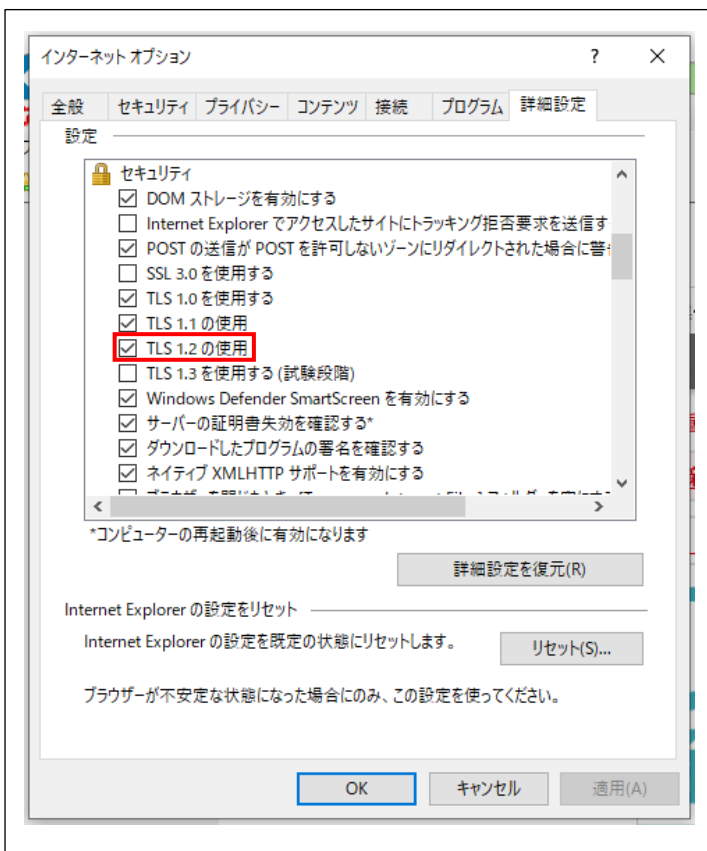 インターネット オプション ? ×
全般 セキュリティ プライバシー コンテンツ 接続 プログラム 詳細設定
設定
セキュリティ
DOM ストレージを有効にする
Internet Explorer でアクセスしたサイトにトラッキング拒否要求を送信す
POST の送信が POST を許可しないゾーンにリダイレクトされた場合に警
SSL 3.0 を使用する
TLS 1.0 を使用する
TLS 1.1 の使用
TLS 1.2 の使用
TLS 1.3 を使用する (試験段階)
Windows Defender SmartScreen を有効にする
サーバーの証明書失効を確認する*
ダウンロードしたプログラムの署名を確認する
ネイティブ XMLHTTP サポートを有効にする
*コンピューターの再起動後に有効になります
詳細設定を復元(R)
Internet Explorer の設定をリセット
Internet Explorer の設定を既定の状態にリセットします。
リセット(S)...
ブラウザーが不安定な状態になった場合にのみ、この設定を使ってください。
OK キャンセル 適用(A)